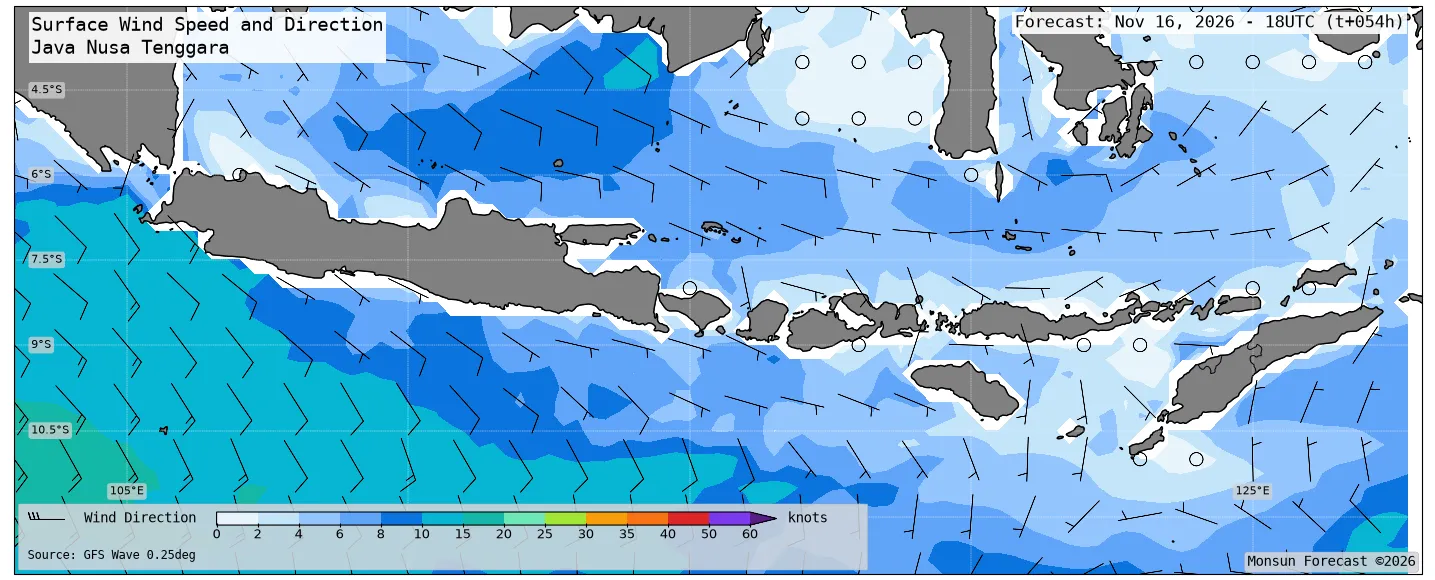 Surface Wind Speed and Direction
Java Nusa Tenggara
Forecast: Nov 16, 2026 - 18UTC (t+054h)
4.5°S
6°S
7.5°S
9°S
10.5°S
105°E
125°E
Wind Direction
0 2 4 6 8 10 15 20 25 30 35 40 50 60
knots
Source: GFS Wave 0.25deg
Monsun Forecast ©2026